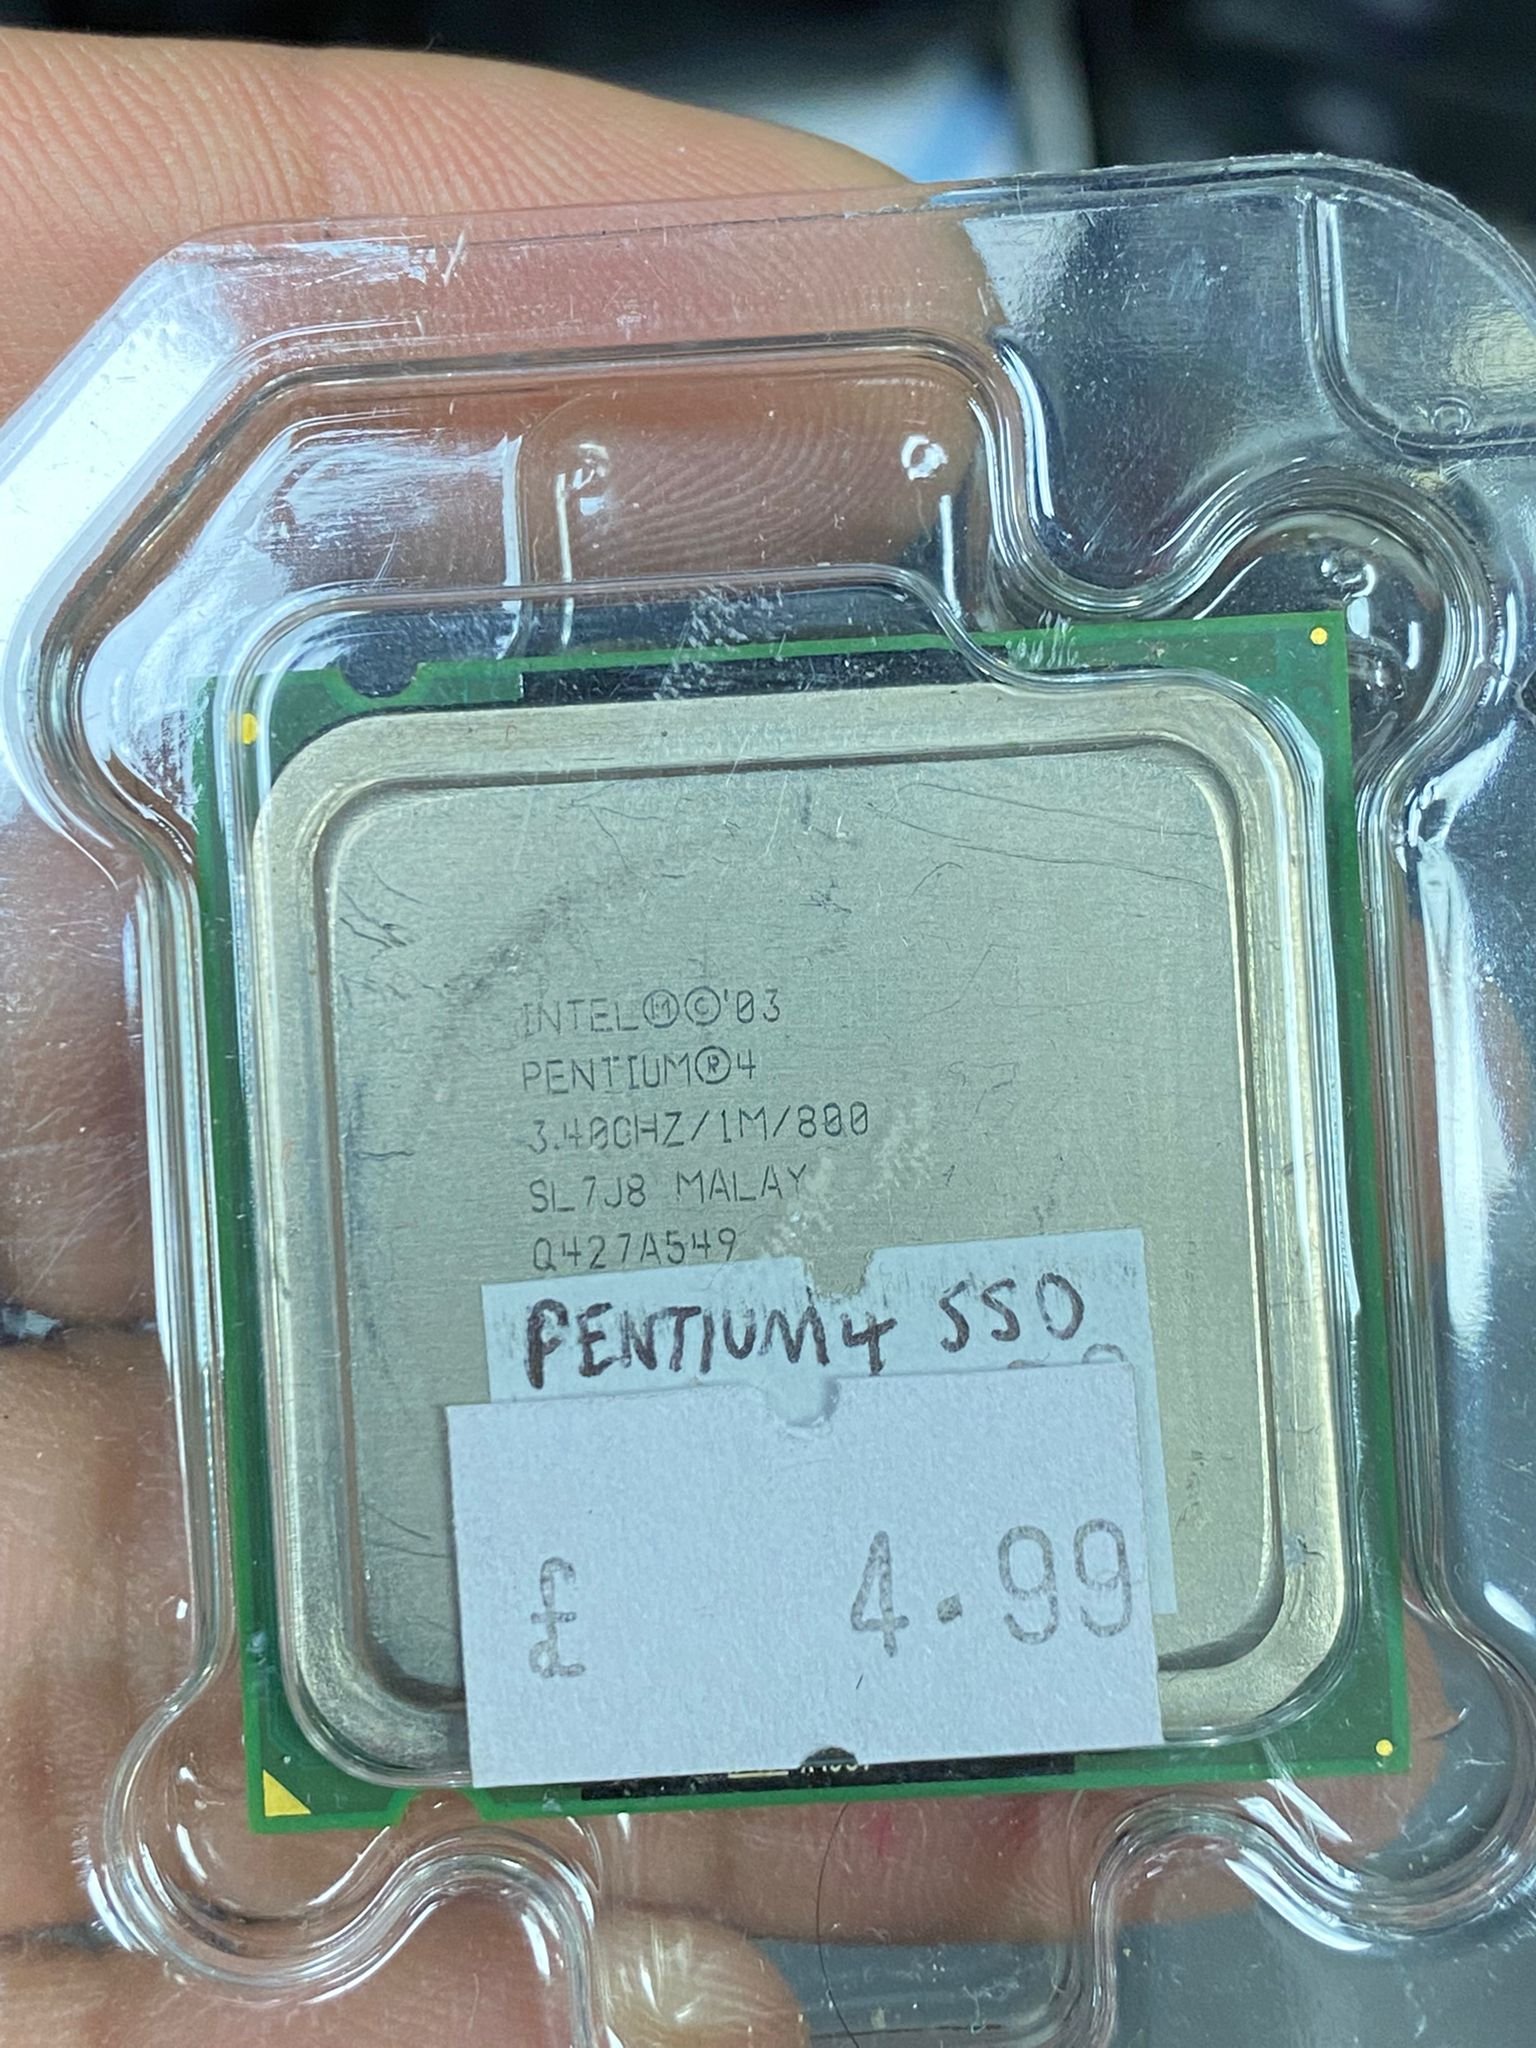 INTEL Ⓜ©'03
PENTIUM®4
3.40GHZ/1M/800
SL7J8 MALAY
Q427A549
PENTIUM4 550
£ 4.99